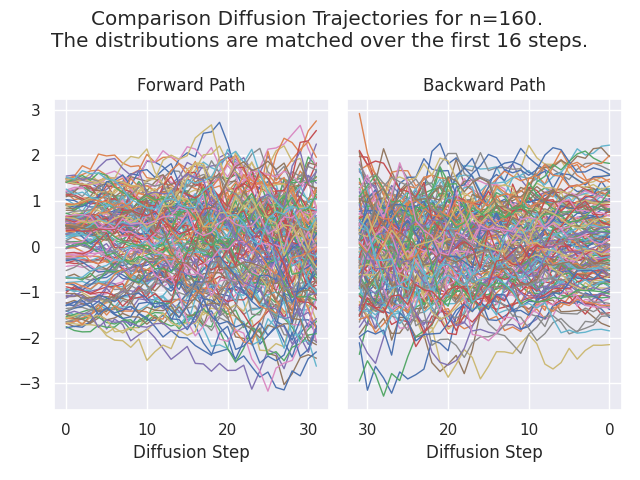 Comparison Diffusion Trajectories for n=160.
The distributions are matched over the first 16 steps.
Forward Path
Backward Path
3
2
1
0
−1
−2
−3
0 10 20 30
30 20 10 0
Diffusion Step
Diffusion Step